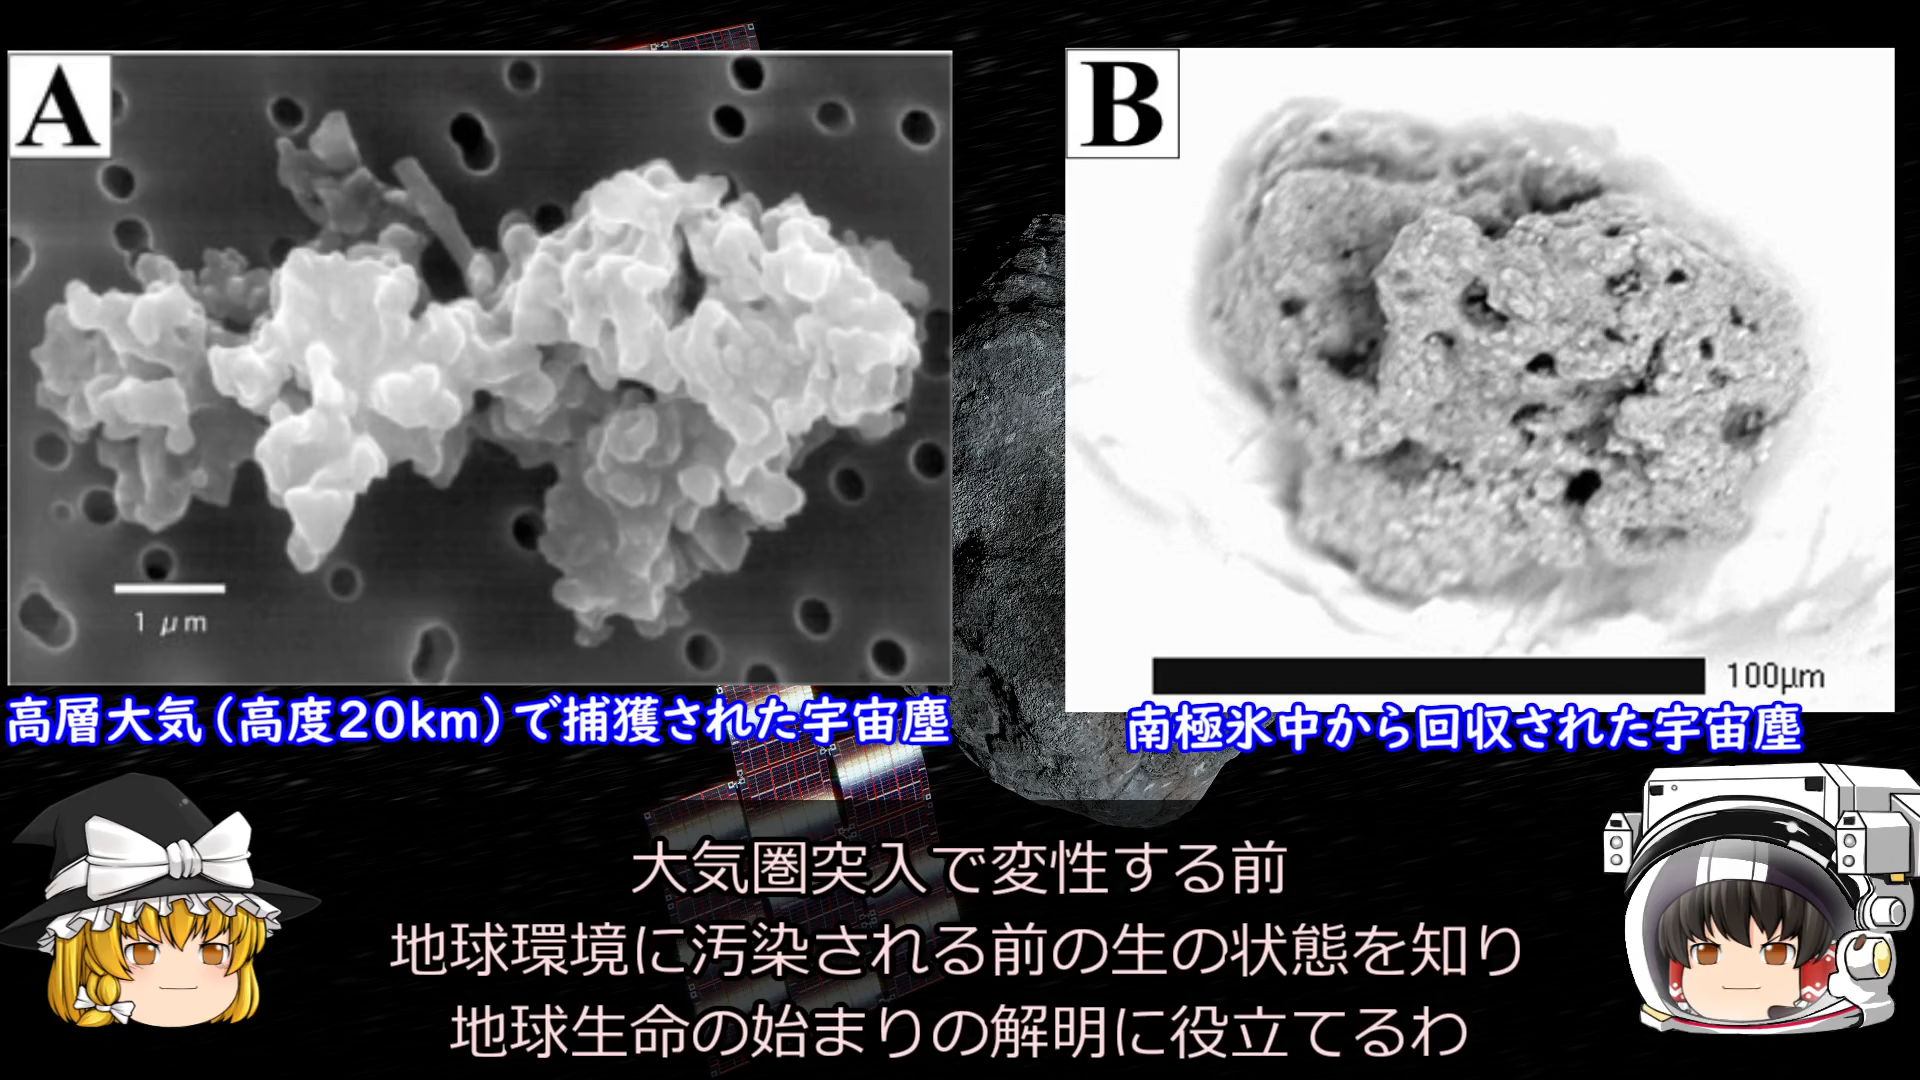 A
B
1 μm
100μm
高層大気(高度20km)で捕獲された宇宙塵
南極氷中から回収された宇宙塵
大気圏突入で変性する前
地球環境に汚染される前の生の状態を知り
地球生命の始まりの解明に役立てるわ